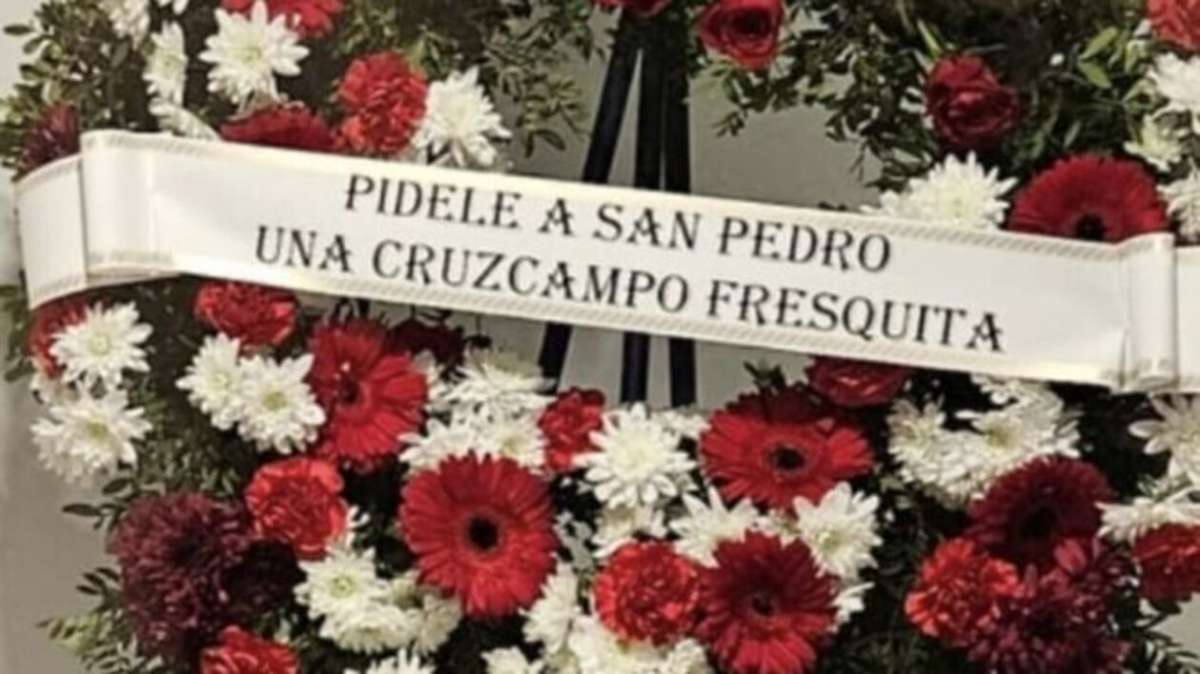 PIDELE A SAN PEDRO
UNA CRUZCAMPO FRESQUITA